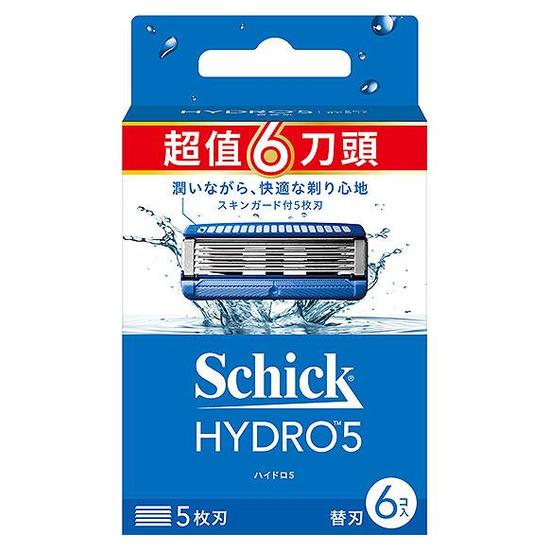 HYDRO5
超值6刀頭
潤いながら、快適な剃り心地
スキンガード付5枚刃
Schick®
HYDRO™5
ハイドロ5
5枚刃
替刃 6コ入